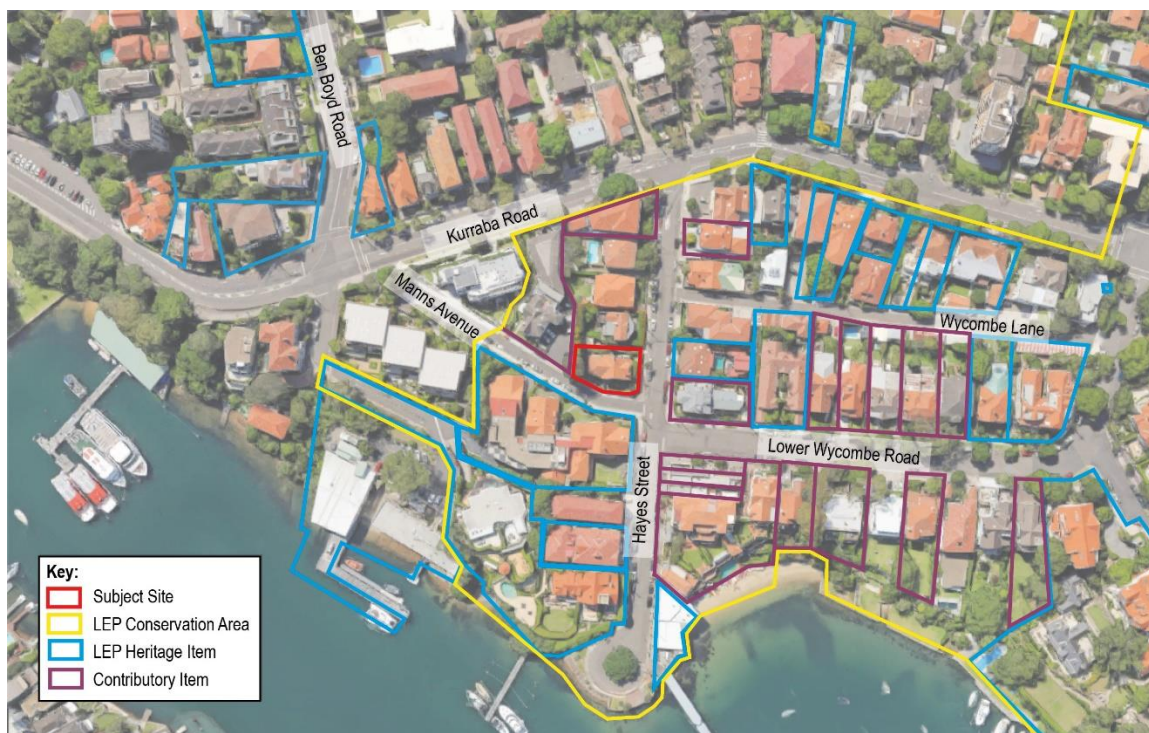 Ben Boyd Road
Kurraba Road
Manns Avenue
Wycombe Lane
Lower Wycombe Road
Hayes Street
Key:
Subject Site
LEP Conservation Area
LEP Heritage Item
Contributory Item